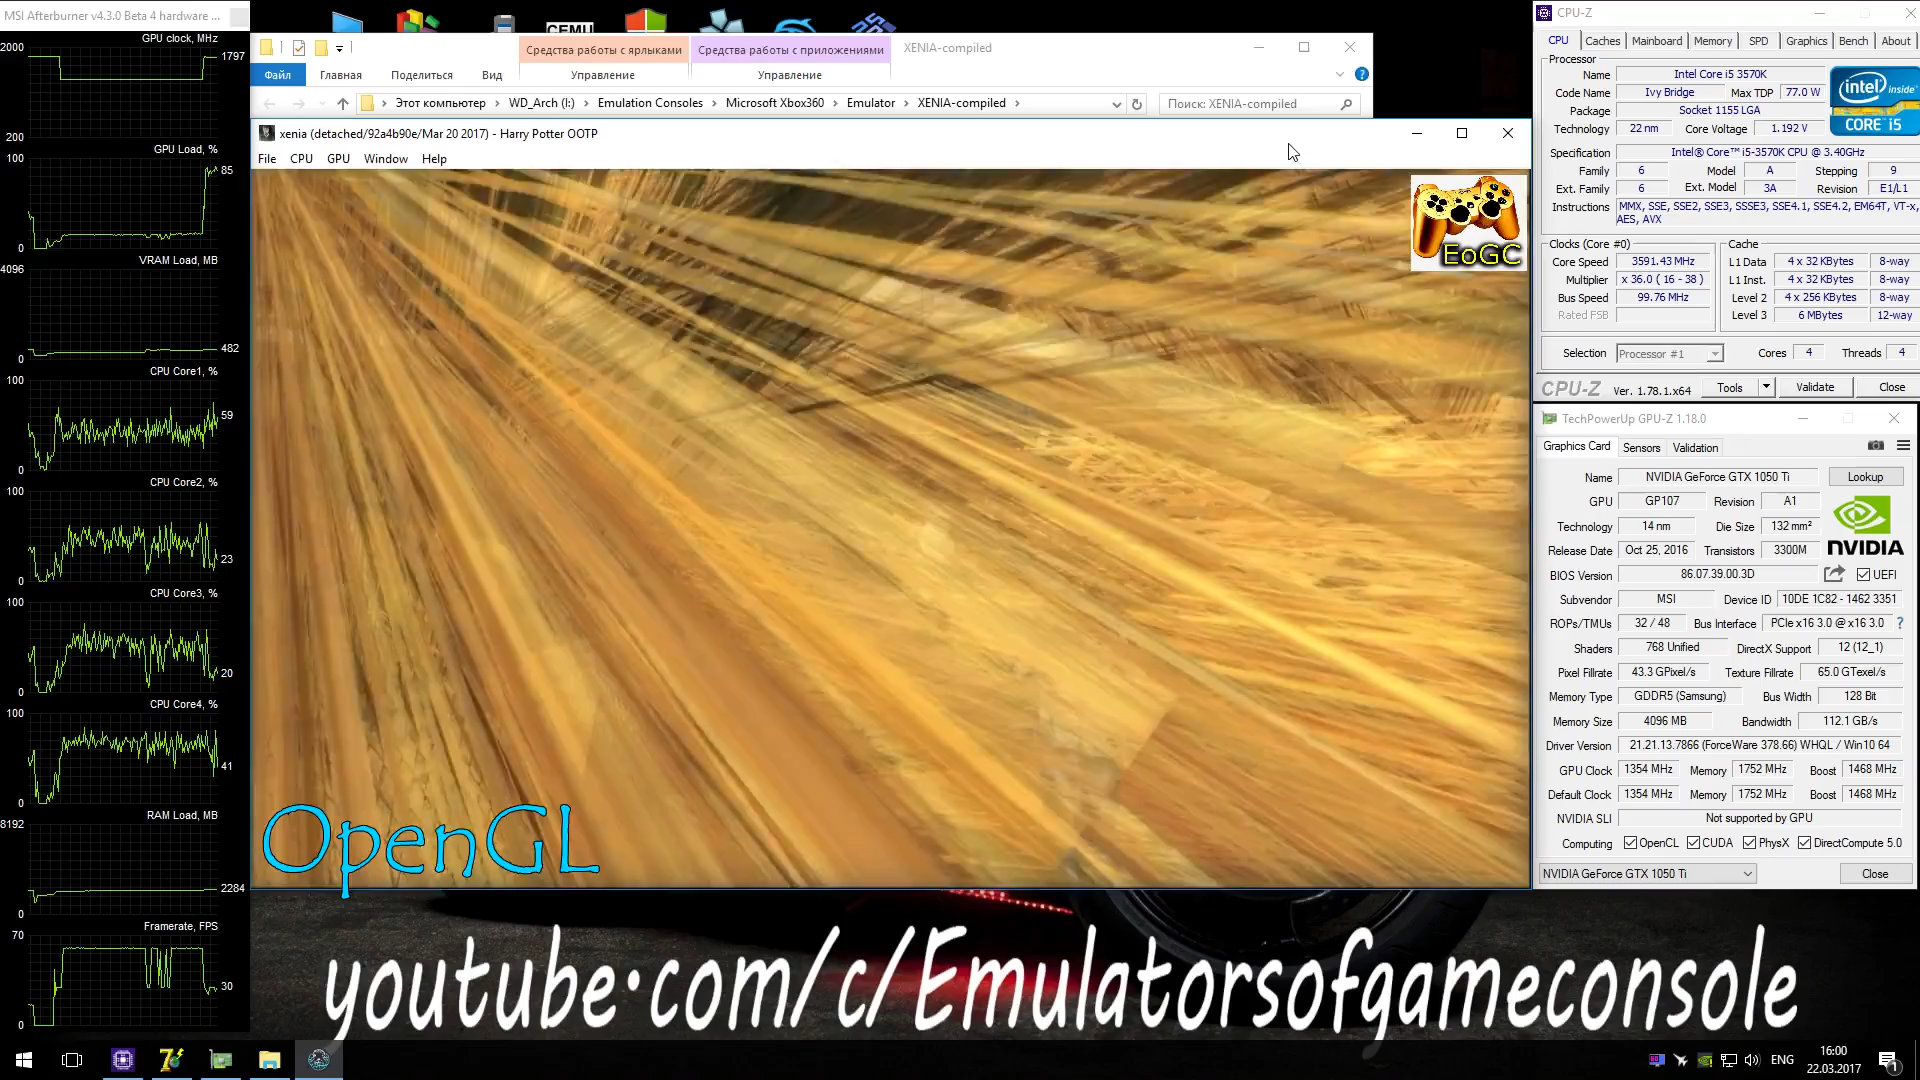 MSI Afterburner v4.3.0 Beta 4 hardware ...
GPU clock, MHz
2000
1797
200
GPU Load, %
100
85
0
VRAM Load, MB
4096
482
0
CPU Core1, %
100
59
0
CPU Core2, %
100
23
0
CPU Core3, %
100
20
0
CPU Core4, %
100
41
0
RAM Load, MB
8192
2284
0
Framerate, FPS
70
30
0
CEMU
Средства работы с ярлыками
Средства работы с приложениями
XENIA-compiled
Файл
Главная
Поделиться
Вид
Управление
Управление
Этот компьютер
WD_Arch (I:)
Emulation Consoles
Microsoft Xbox360
Emulator
XENIA-compiled
Поиск: XENIA-compiled
xenia (detached/92a4b90e/Mar 20 2017) - Harry Potter OOTP
File CPU GPU Window Help
EoGC
OpenGL
youtube.com/c/Emulatorsofgameconsole
CPU-Z
CPU Caches Mainboard Memory SPD Graphics Bench About
Processor
Name Intel Core i5 3570K
Code Name Ivy Bridge Max TDP 77.0 W
Package Socket 1155 LGA
Technology 22 nm Core Voltage 1.192 V
intel inside™
CORE™ i5
Specification Intel® Core™ i5-3570K CPU @ 3.40GHz
Family 6 Model A Stepping 9
Ext. Family 6 Ext. Model 3A Revision E1/L1
Instructions MMX, SSE, SSE2, SSE3, SSSE3, SSE4.1, SSE4.2, EM64T, VT-x,
AES, AVX
Clocks (Core #0)
Core Speed 3591.43 MHz
Multiplier x 36.0 ( 16 - 38 )
Bus Speed 99.76 MHz
Rated FSB
Cache
L1 Data 4 x 32 KBytes 8-way
L1 Inst. 4 x 32 KBytes 8-way
Level 2 4 x 256 KBytes 8-way
Level 3 6 MBytes 12-way
Selection Processor #1 Cores 4 Threads 4
CPU-Z Ver. 1.78.1.x64 Tools Validate Close
TechPowerUp GPU-Z 1.18.0
Graphics Card Sensors Validation
Name NVIDIA GeForce GTX 1050 Ti Lookup
GPU GP107 Revision A1
Technology 14 nm Die Size 132 mm²
Release Date Oct 25, 2016 Transistors 3300M
NVIDIA
BIOS Version 86.07.39.00.3D UEFI
Subvendor MSI Device ID 10DE 1C82 - 1462 3351
ROPs/TMUs 32 / 48 Bus Interface PCIe x16 3.0 @ x16 3.0 ?
Shaders 768 Unified DirectX Support 12 (12_1)
Pixel Fillrate 43.3 GPixel/s Texture Fillrate 65.0 GTexel/s
Memory Type GDDR5 (Samsung) Bus Width 128 Bit
Memory Size 4096 MB Bandwidth 112.1 GB/s
Driver Version 21.21.13.7866 (ForceWare 378.66) WHQL / Win10 64
GPU Clock 1354 MHz Memory 1752 MHz Boost 1468 MHz
Default Clock 1354 MHz Memory 1752 MHz Boost 1468 MHz
NVIDIA SLI Not supported by GPU
Computing OpenCL CUDA PhysX DirectCompute 5.0
NVIDIA GeForce GTX 1050 Ti Close
ENG
16:00
22.03.2017
1